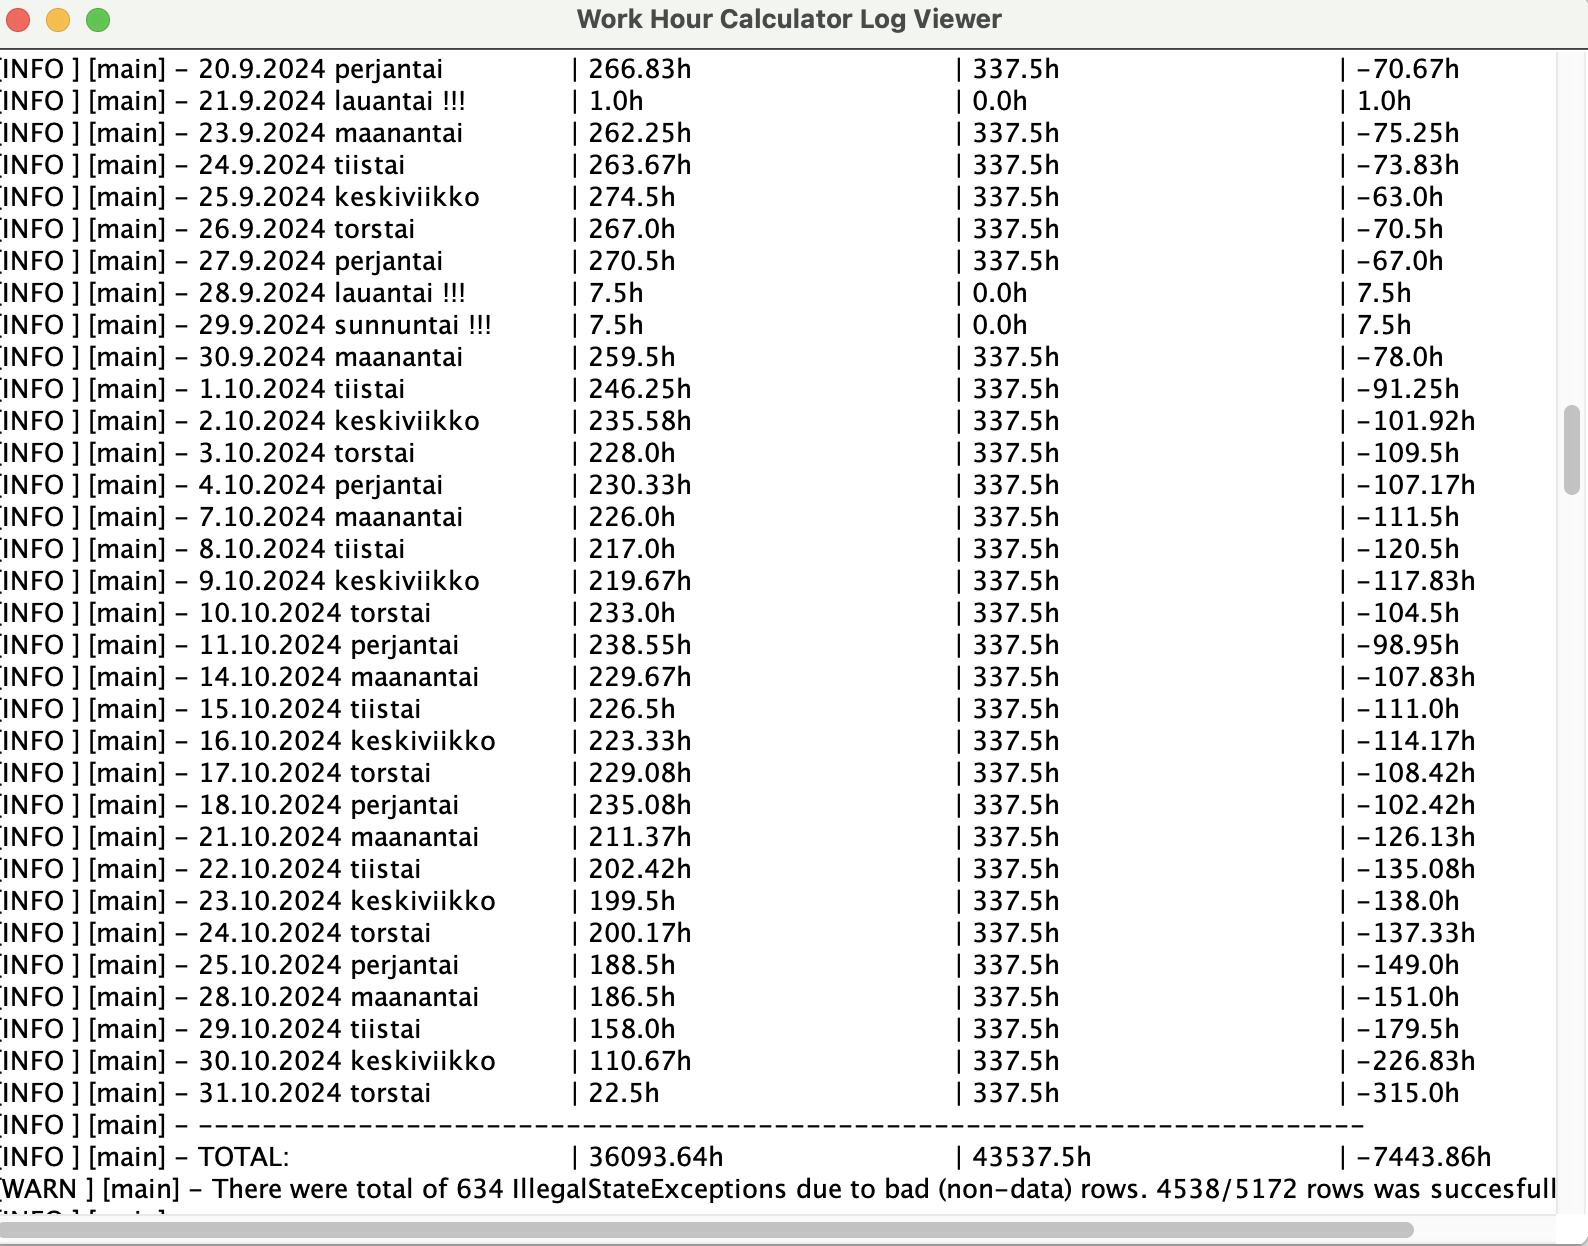 Work Hour Calculator Log Viewer
[INFO ] [main] - 20.9.2024 perjantai | 266.83h | 337.5h | -70.67h
[INFO ] [main] - 21.9.2024 lauantai !!! | 1.0h | 0.0h | 1.0h
[INFO ] [main] - 23.9.2024 maanantai | 262.25h | 337.5h | -75.25h
[INFO ] [main] - 24.9.2024 tiistai | 263.67h | 337.5h | -73.83h
[INFO ] [main] - 25.9.2024 keskiviikko | 274.5h | 337.5h | -63.0h
[INFO ] [main] - 26.9.2024 torstai | 267.0h | 337.5h | -70.5h
[INFO ] [main] - 27.9.2024 perjantai | 270.5h | 337.5h | -67.0h
[INFO ] [main] - 28.9.2024 lauantai !!! | 7.5h | 0.0h | 7.5h
[INFO ] [main] - 29.9.2024 sunnuntai !!! | 7.5h | 0.0h | 7.5h
[INFO ] [main] - 30.9.2024 maanantai | 259.5h | 337.5h | -78.0h
[INFO ] [main] - 1.10.2024 tiistai | 246.25h | 337.5h | -91.25h
[INFO ] [main] - 2.10.2024 keskiviikko | 235.58h | 337.5h | -101.92h
[INFO ] [main] - 3.10.2024 torstai | 228.0h | 337.5h | -109.5h
[INFO ] [main] - 4.10.2024 perjantai | 230.33h | 337.5h | -107.17h
[INFO ] [main] - 7.10.2024 maanantai | 226.0h | 337.5h | -111.5h
[INFO ] [main] - 8.10.2024 tiistai | 217.0h | 337.5h | -120.5h
[INFO ] [main] - 9.10.2024 keskiviikko | 219.67h | 337.5h | -117.83h
[INFO ] [main] - 10.10.2024 torstai | 233.0h | 337.5h | -104.5h
[INFO ] [main] - 11.10.2024 perjantai | 238.55h | 337.5h | -98.95h
[INFO ] [main] - 14.10.2024 maanantai | 229.67h | 337.5h | -107.83h
[INFO ] [main] - 15.10.2024 tiistai | 226.5h | 337.5h | -111.0h
[INFO ] [main] - 16.10.2024 keskiviikko | 223.33h | 337.5h | -114.17h
[INFO ] [main] - 17.10.2024 torstai | 229.08h | 337.5h | -108.42h
[INFO ] [main] - 18.10.2024 perjantai | 235.08h | 337.5h | -102.42h
[INFO ] [main] - 21.10.2024 maanantai | 211.37h | 337.5h | -126.13h
[INFO ] [main] - 22.10.2024 tiistai | 202.42h | 337.5h | -135.08h
[INFO ] [main] - 23.10.2024 keskiviikko | 199.5h | 337.5h | -138.0h
[INFO ] [main] - 24.10.2024 torstai | 200.17h | 337.5h | -137.33h
[INFO ] [main] - 25.10.2024 perjantai | 188.5h | 337.5h | -149.0h
[INFO ] [main] - 28.10.2024 maanantai | 186.5h | 337.5h | -151.0h
[INFO ] [main] - 29.10.2024 tiistai | 158.0h | 337.5h | -179.5h
[INFO ] [main] - 30.10.2024 keskiviikko | 110.67h | 337.5h | -226.83h
[INFO ] [main] - 31.10.2024 torstai | 22.5h | 337.5h | -315.0h
[INFO ] [main] - ------------------------------------------------------------------------
[INFO ] [main] - TOTAL: | 36093.64h | 43537.5h | -7443.86h
[WARN ] [main] - There were total of 634 IllegalStateExceptions due to bad (non-data) rows. 4538/5172 rows was succesfull